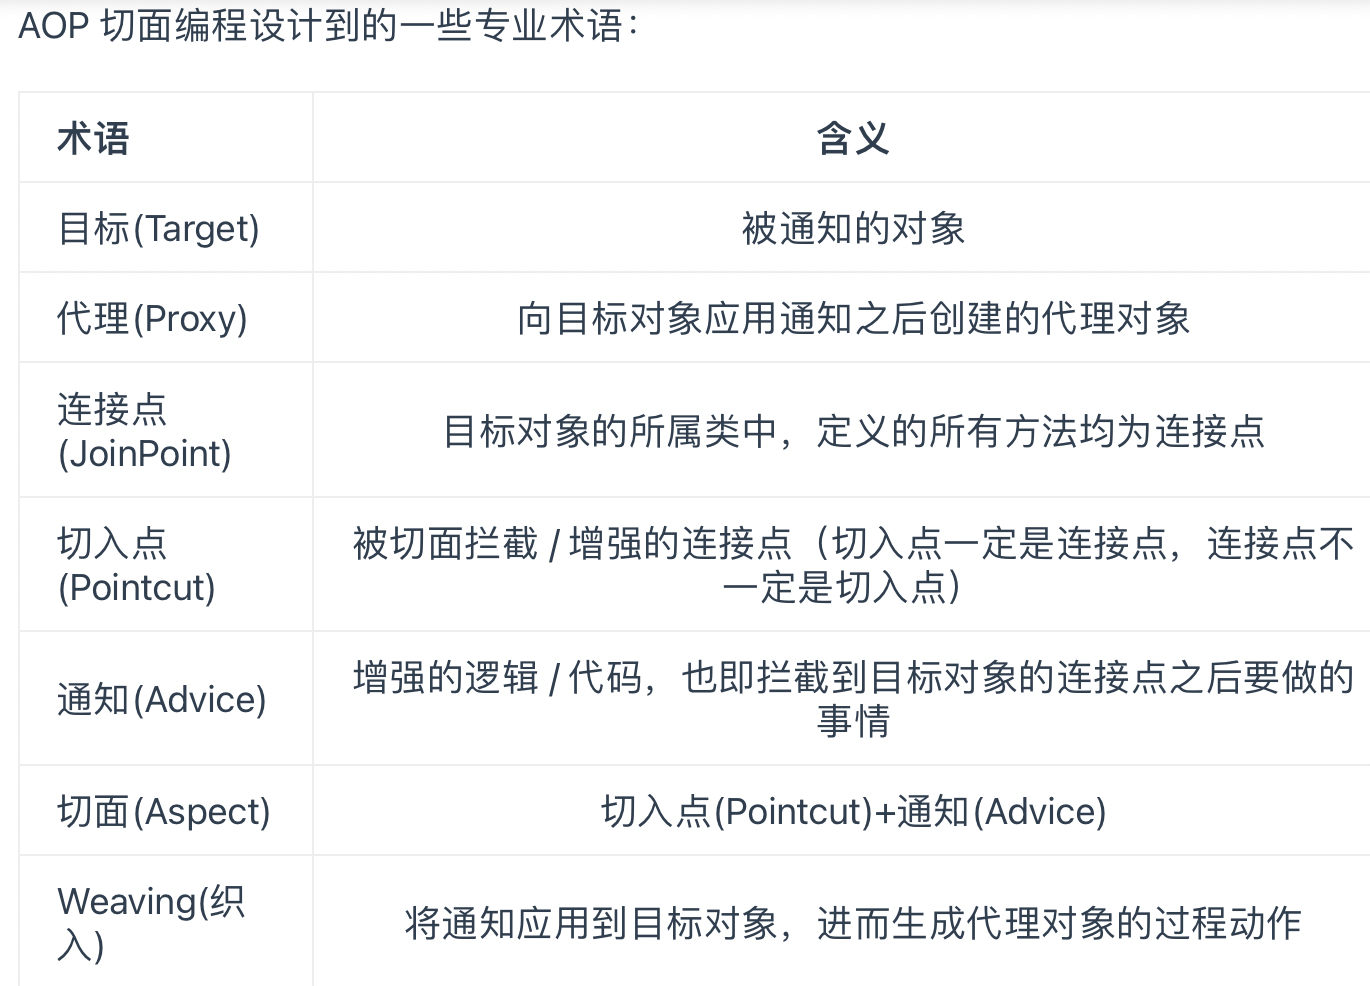 AOP 切面编程设计到的一些专业术语：
术语
含义
目标(Target)
被通知的对象
代理(Proxy)
向目标对象应用通知之后创建的代理对象
连接点
(JoinPoint)
目标对象的所属类中，定义的所有方法均为连接点
切入点
(Pointcut)
被切面拦截 / 增强的连接点（切入点一定是连接点，连接点不
一定是切入点）
通知(Advice)
增强的逻辑 / 代码，也即拦截到目标对象的连接点之后要做的
事情
切面(Aspect)
切入点(Pointcut)+通知(Advice)
Weaving(织
入)
将通知应用到目标对象，进而生成代理对象的过程动作